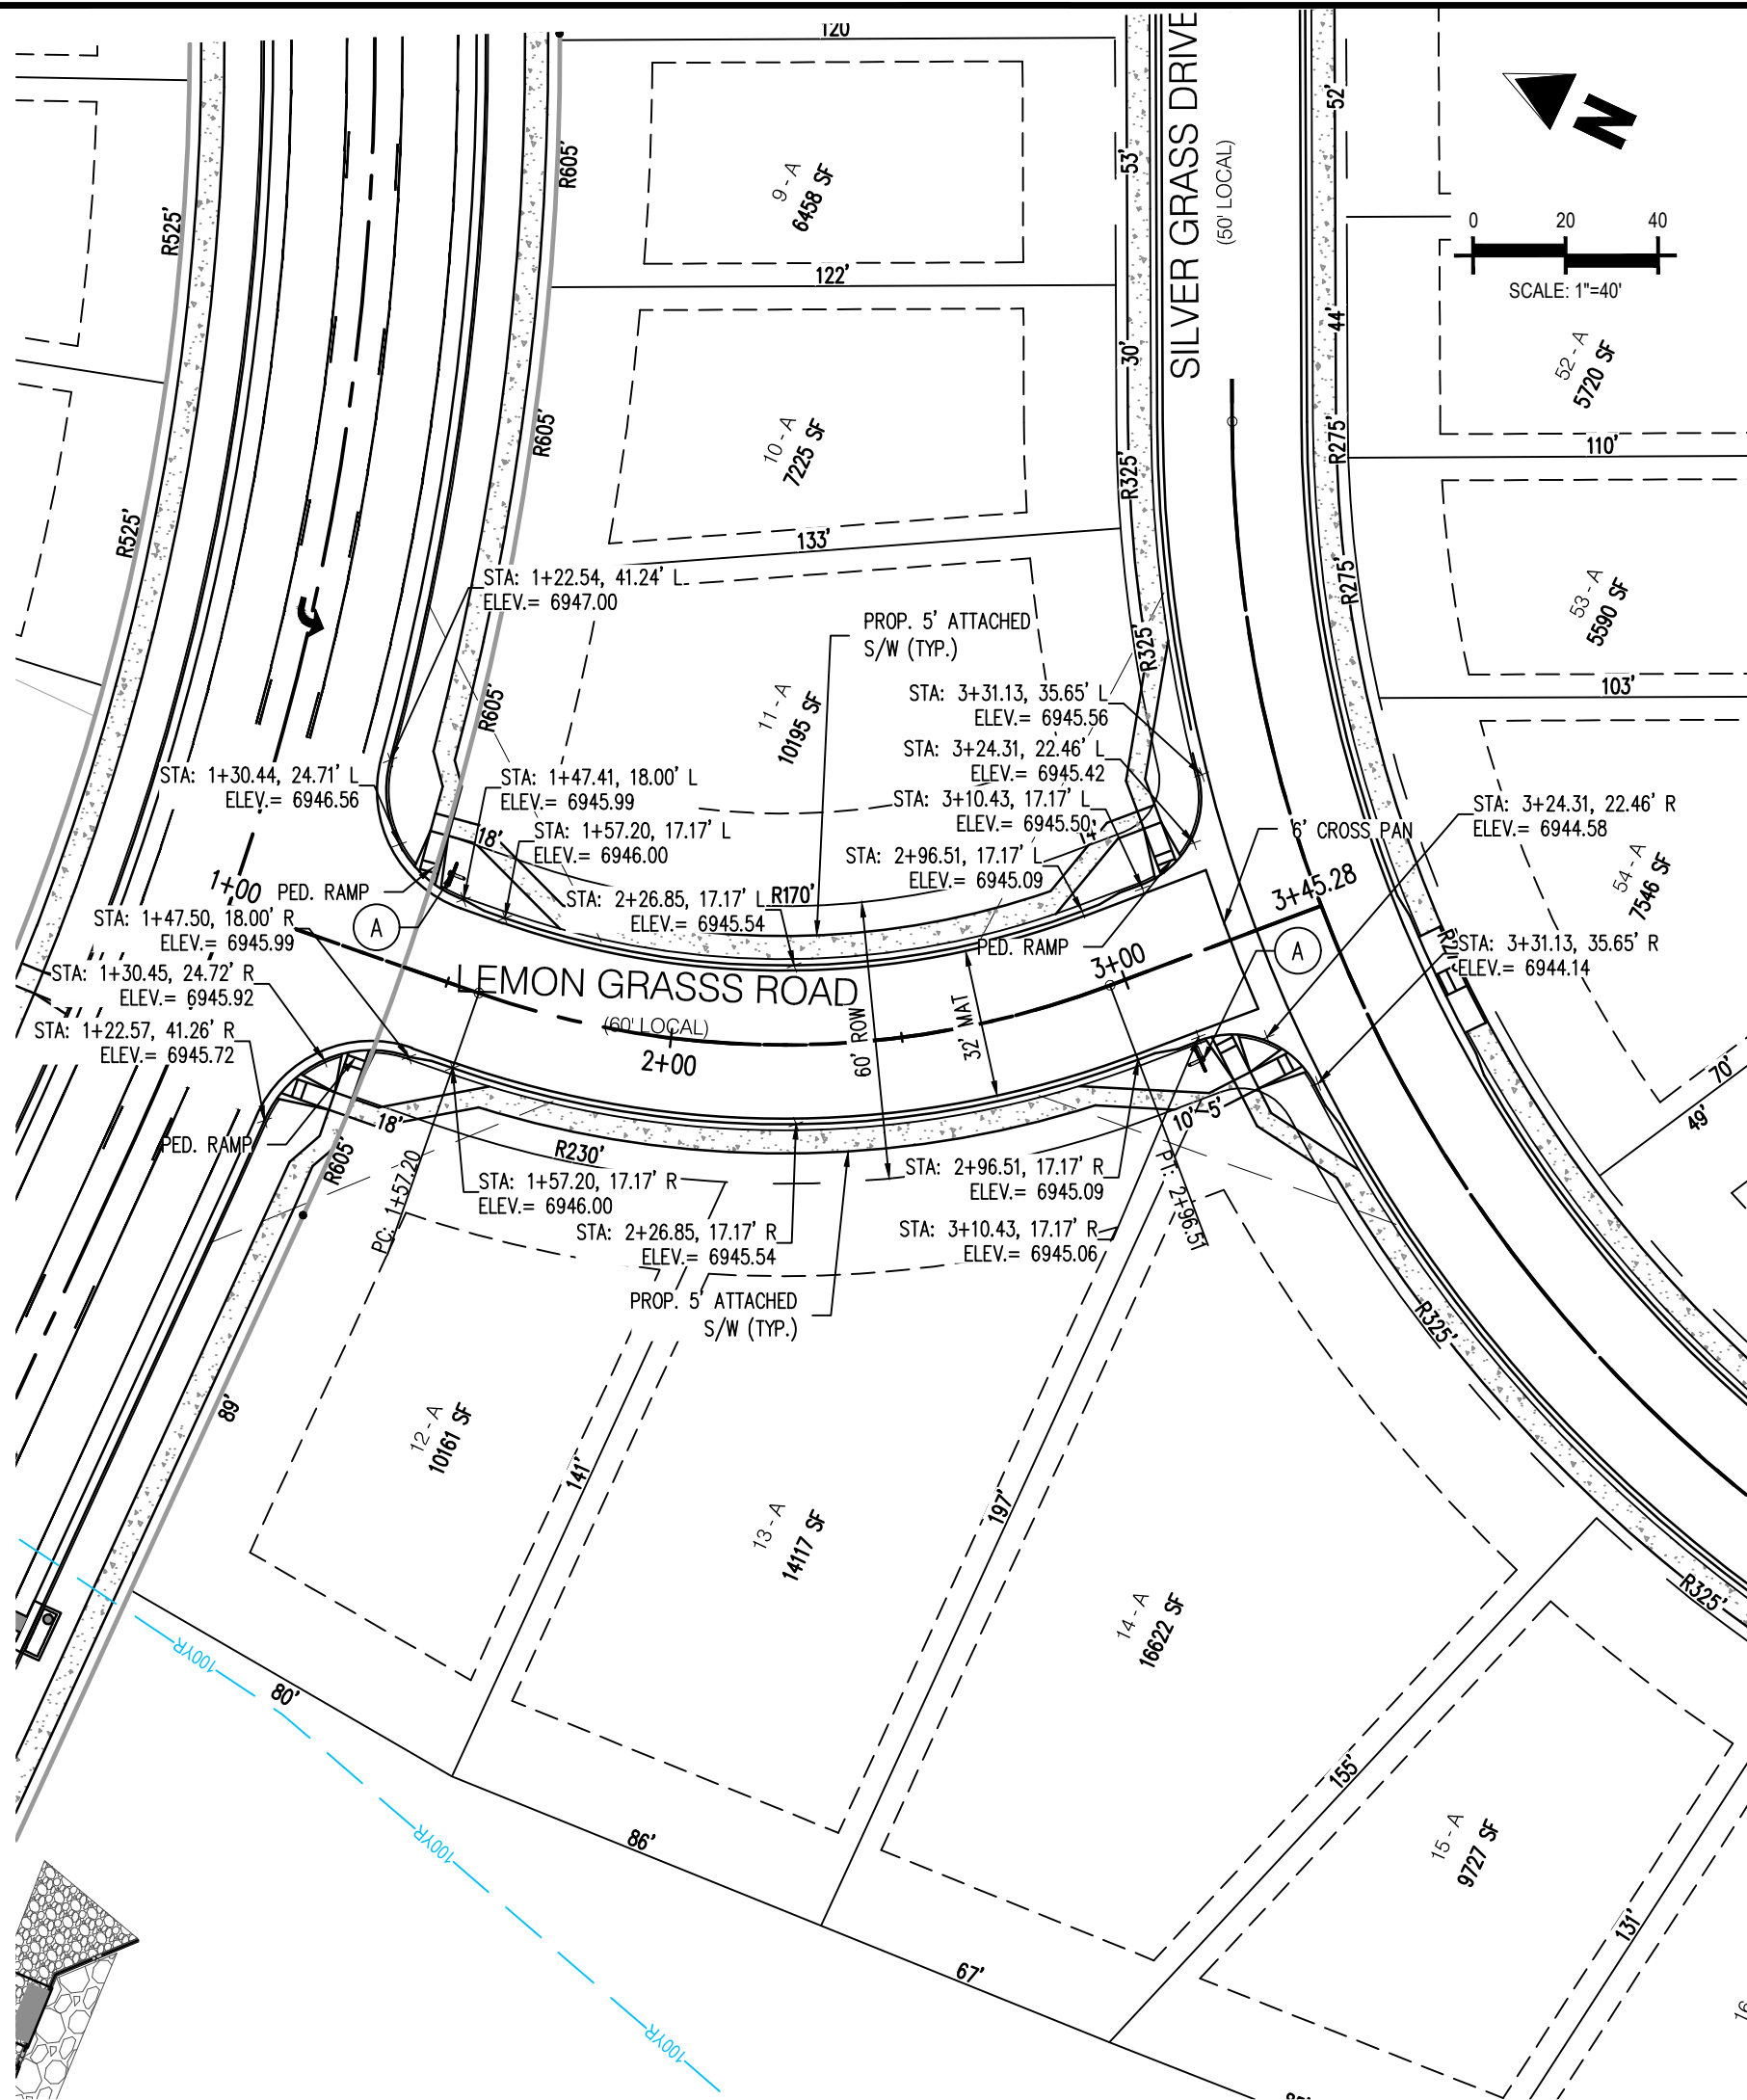 120
SILVER GRASS DRIVE
(50' LOCAL)
53'
52'
N
0 20 40
SCALE: 1"=40'
R605'
R525'
9 - A
6458 SF
122'
30'
44'
52 - A
5720 SF
110'
R605'
10 - A
7225 SF
R325'
R275'
R525'
133'
STA: 1+22.54, 41.24' L
ELEV.= 6947.00
R275'
53 - A
5590 SF
PROP. 5' ATTACHED
S/W (TYP.)
R325'
103'
R605'
11 - A
10195 SF
STA: 3+31.13, 35.65' L
ELEV.= 6945.56
STA: 3+24.31, 22.46' L
ELEV.= 6945.42
STA: 1+30.44, 24.71' L
ELEV.= 6946.56
STA: 1+47.41, 18.00' L
ELEV.= 6945.99
STA: 3+10.43, 17.17' L
ELEV.= 6945.50
14'
STA: 3+24.31, 22.46' R
ELEV.= 6944.58
18'
STA: 1+57.20, 17.17' L
ELEV.= 6946.00
6' CROSS PAN
STA: 2+96.51, 17.17' L
ELEV.= 6945.09
54 - A
7546 SF
1+00
PED. RAMP
3+45.28
STA: 2+26.85, 17.17' L
ELEV.= 6945.54
R170'
STA: 1+47.50, 18.00' R
ELEV.= 6945.99
A
PED. RAMP
A
STA: 3+31.13, 35.65' R
ELEV.= 6944.14
3+00
STA: 1+30.45, 24.72' R
ELEV.= 6945.92
LEMON GRASSS ROAD
(60' LOCAL)
STA: 1+22.57, 41.26' R
ELEV.= 6945.72
2+00
60' ROW
32' MAT
70'
49'
18'
10'
5'
PED. RAMP
R605'
R230'
PC: 1+57.20
STA: 1+57.20, 17.17' R
ELEV.= 6946.00
STA: 2+96.51, 17.17' R
ELEV.= 6945.09
PT: 2+96.51
STA: 2+26.85, 17.17' R
ELEV.= 6945.54
STA: 3+10.43, 17.17' R
ELEV.= 6945.06
PROP. 5' ATTACHED
S/W (TYP.)
R325'
89'
12 - A
10161 SF
141'
197'
13 - A
14117 SF
14 - A
16622 SF
R325'
100YR
80'
155'
100YR
86'
15 - A
9727 SF
131'
67'
100YR